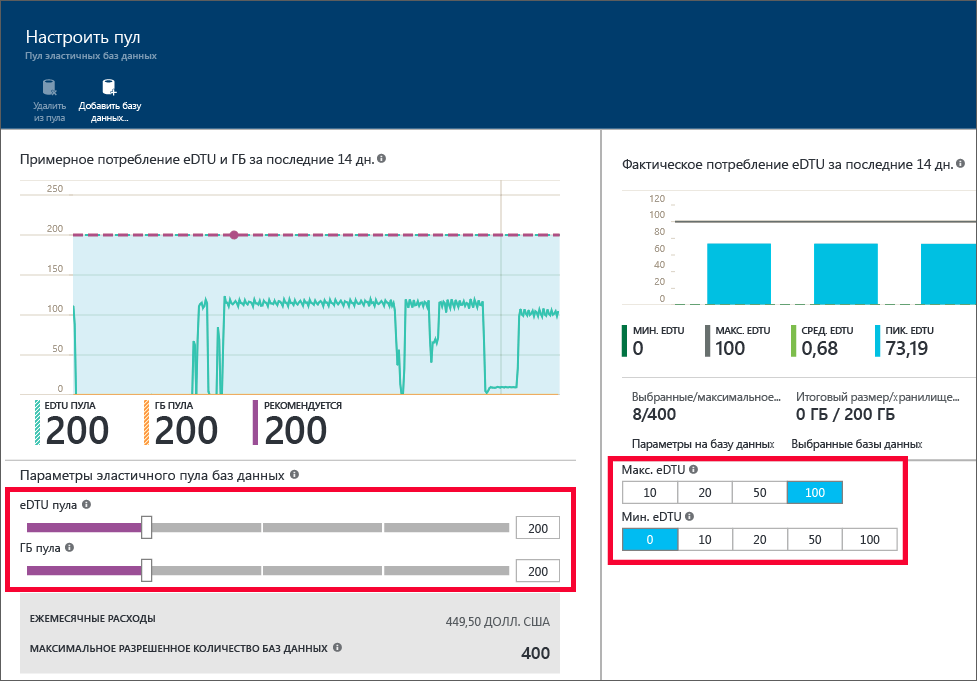 Настроить пул
Пул эластичных баз данных
Удалить из пула
Добавить базу данных...
Примерное потребление eDTU и ГБ за последние 14 дн.
250
200
150
100
50
0
EDTU ПУЛА
200
ГБ ПУЛА
200
РЕКОМЕНДУЕТСЯ
200
Параметры эластичного пула баз данных
eDTU пула
200
ГБ пула
200
ЕЖЕМЕСЯЧНЫЕ РАСХОДЫ
449,50 ДОЛЛ. США
МАКСИМАЛЬНОЕ РАЗРЕШЕННОЕ КОЛИЧЕСТВО БАЗ ДАННЫХ
400
Фактическое потребление eDTU за последние 14 дн.
120
100
80
60
40
20
0
МИН. EDTU
0
МАКС. EDTU
100
СРЕД. EDTU
0,68
ПИК. EDTU
73,19
Выбранные/максимальное...
8/400
Итоговый размер/хранилище...
0 ГБ / 200 ГБ
Параметры на базу данных
Выбранные базы данных
Макс. eDTU
10 20 50 100
Мин. eDTU
0 10 20 50 100